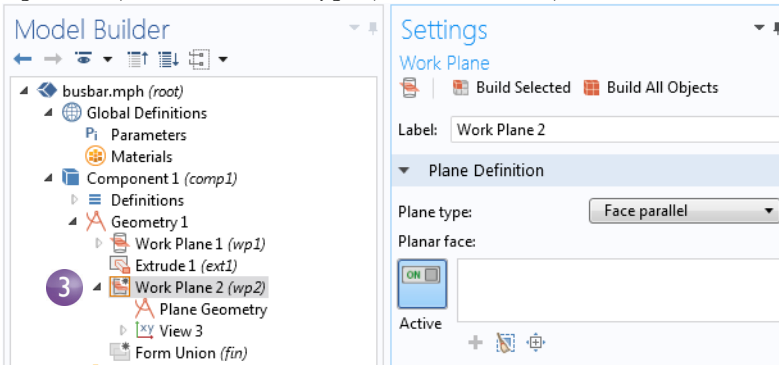 Model Builder
busbar.mph (root)
Global Definitions
Pi Parameters
Materials
Component 1 (comp1)
Definitions
Geometry 1
Work Plane 1 (wp1)
Extrude 1 (ext1)
3
Work Plane 2 (wp2)
Plane Geometry
xy View 3
Form Union (fin)
Settings
Work Plane
Build Selected Build All Objects
Label: Work Plane 2
Plane Definition
Plane type: Face parallel
Planar face:
ON
Active